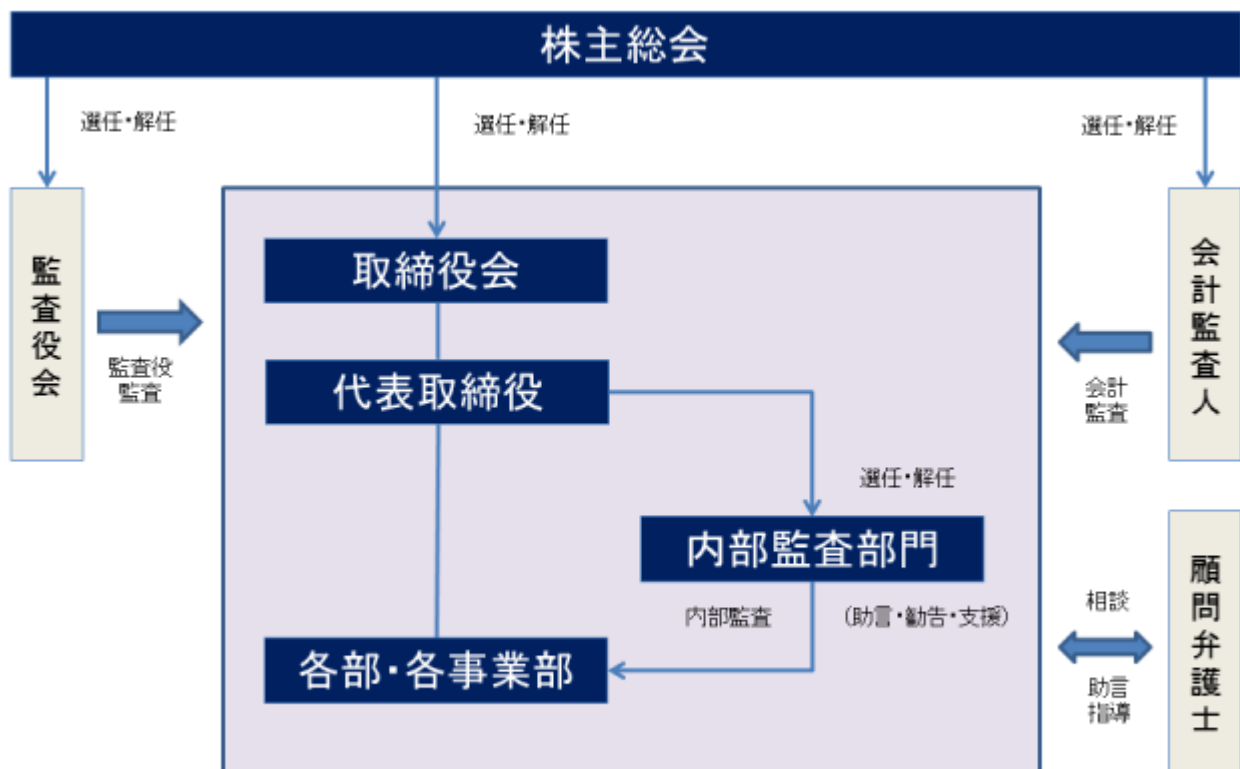 株主総会
選任・解任
選任・解任
選任・解任
監査役会
監査役
監査
取締役会
代表取締役
選任・解任
内部監査部門
内部監査
(助言・勧告・支援)
各部・各事業部
会計監査人
会計
監査
相談
助言
指導
顧問弁護士